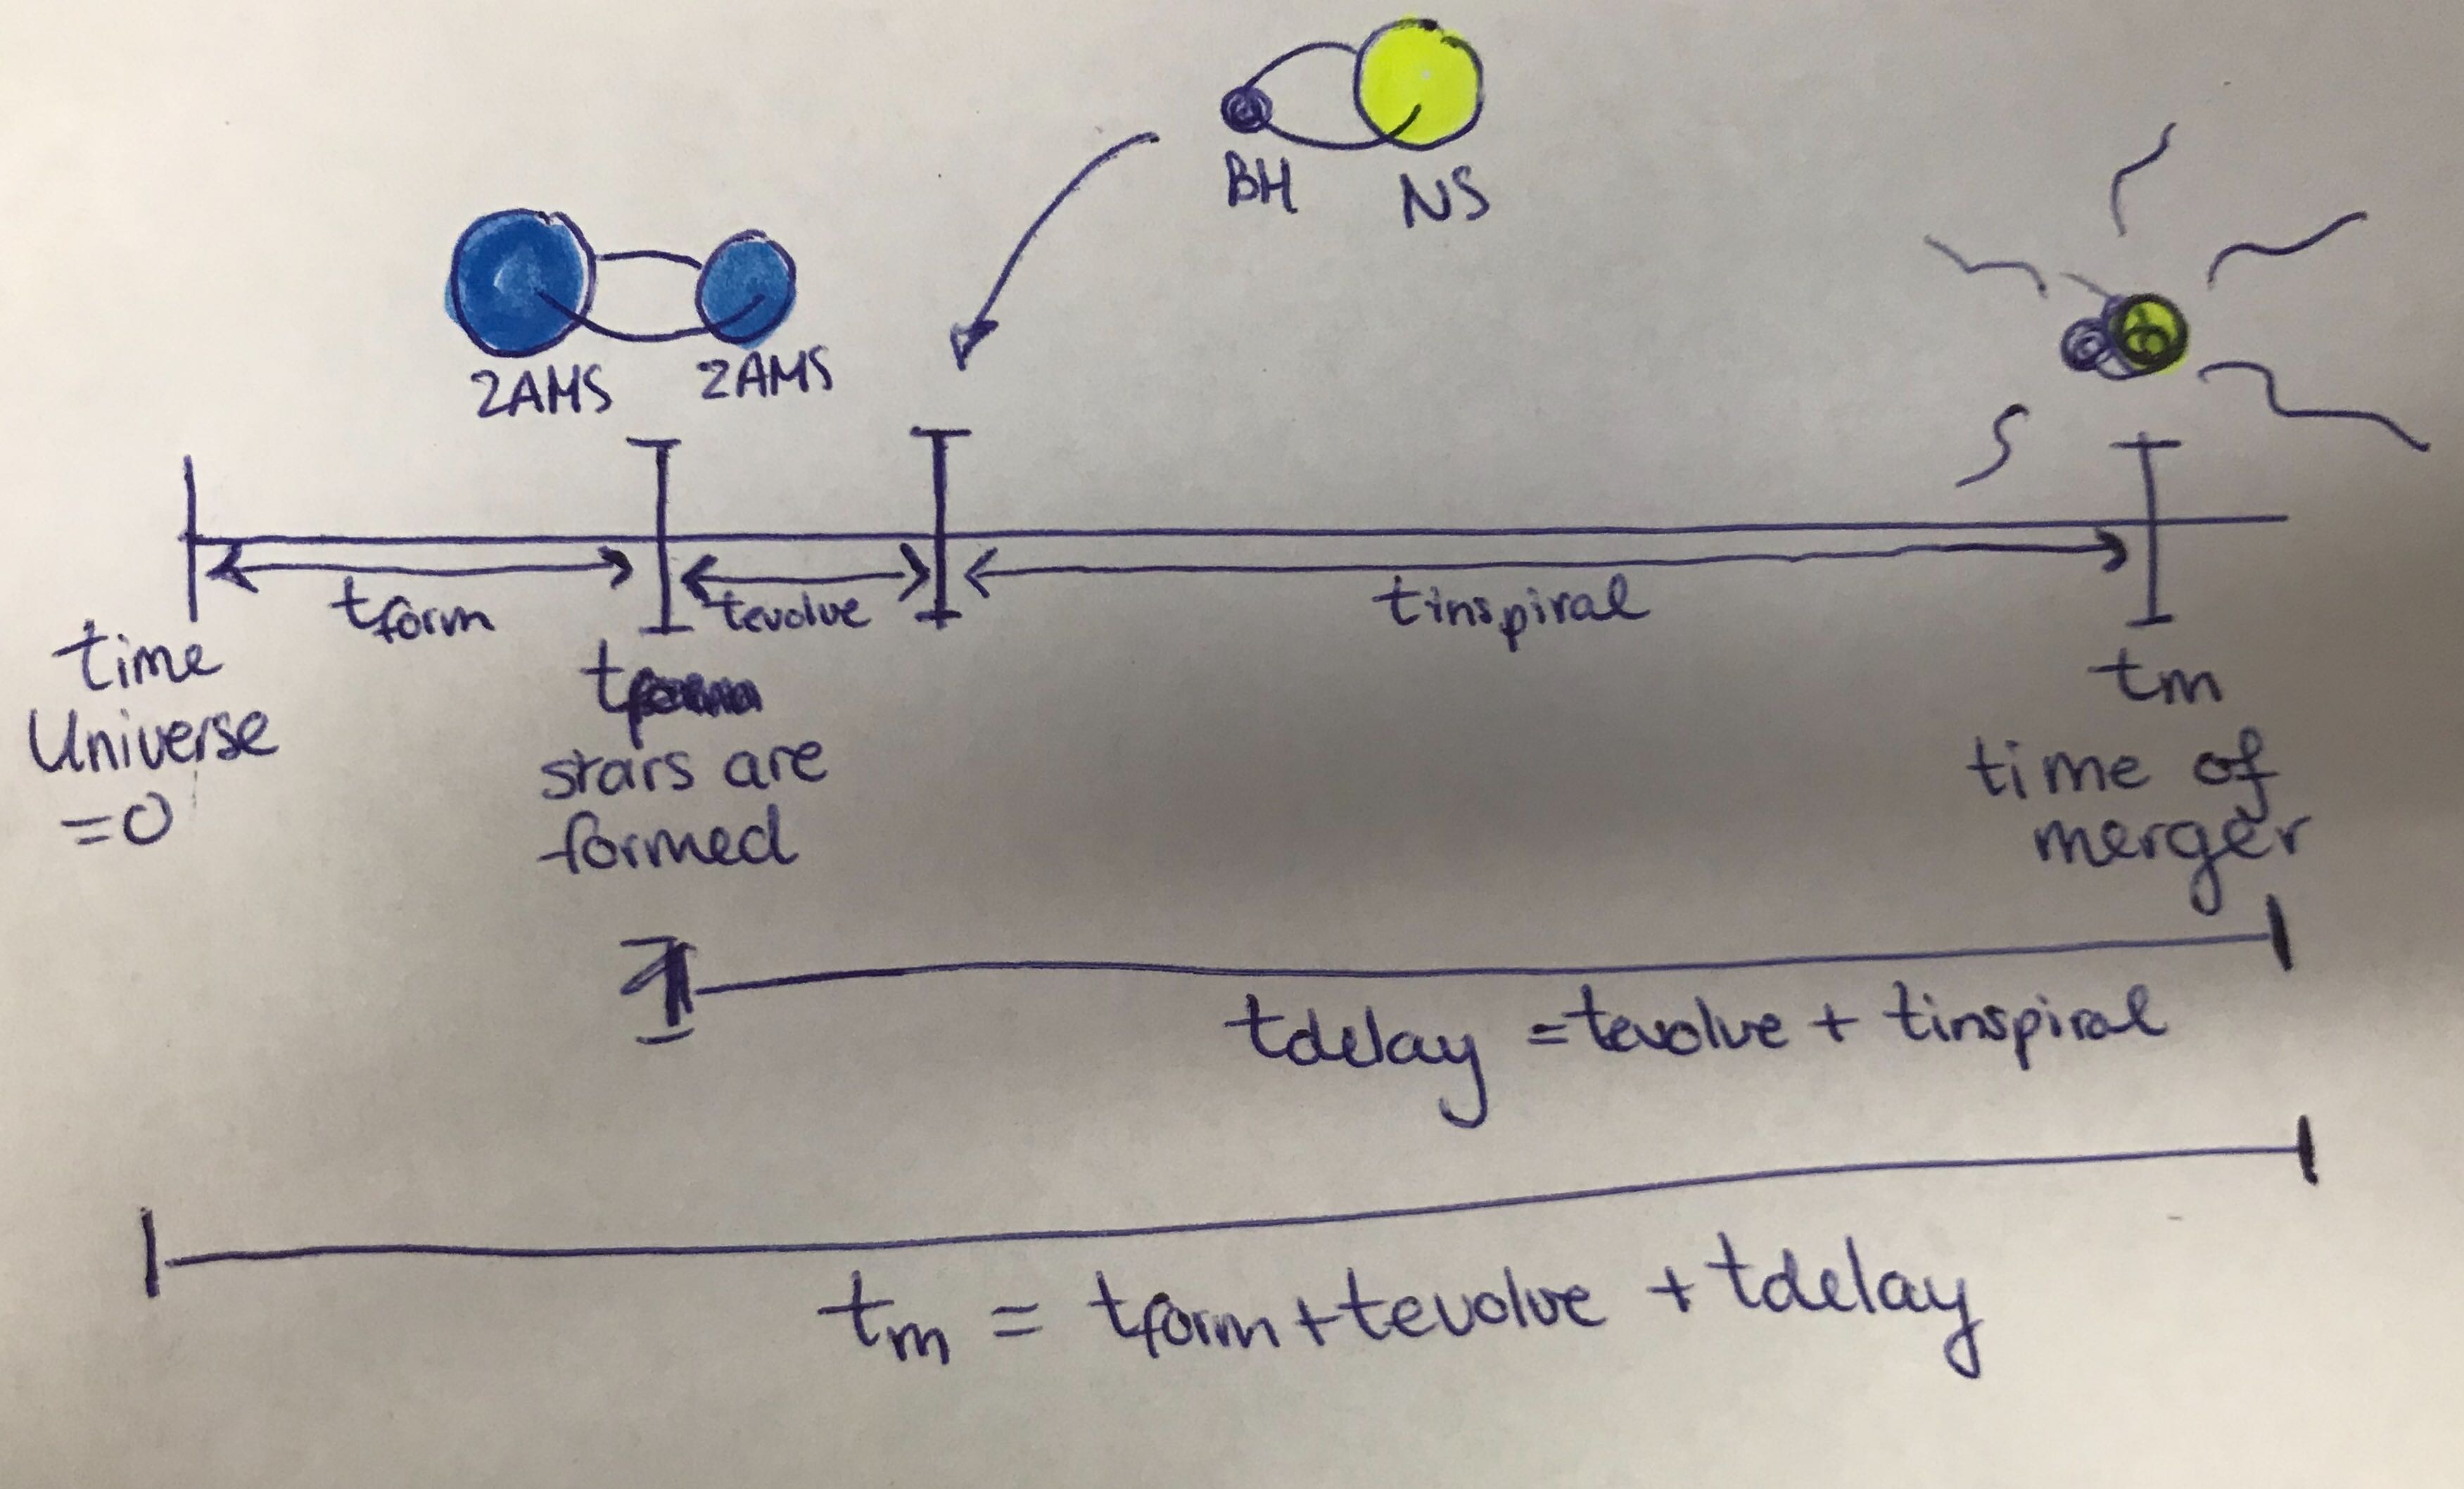 BH
NS
ZAMS
ZAMS
tform
tevolve
tinspiral
time
Universe
=0
t
stars are
formed
tm
time of
merger
tdelay = tevolve + tinspiral
tm = tform + tevolve + tdelay